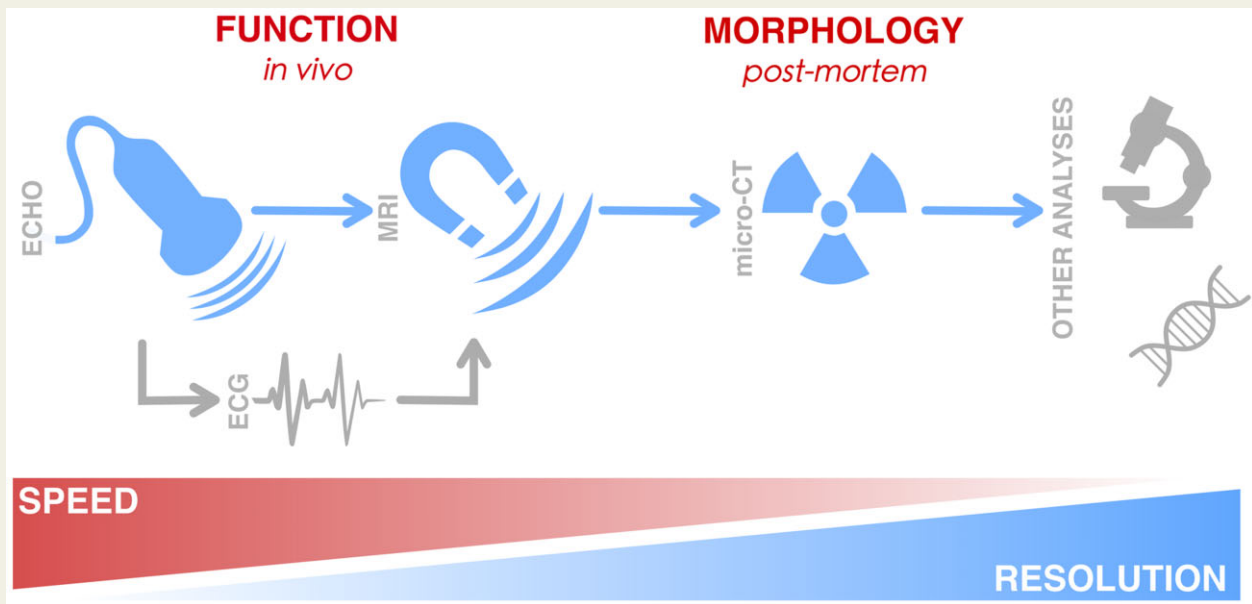 FUNCTION
in vivo
MORPHOLOGY
post-mortem
ECHO
MRI
micro-CT
OTHER ANALYSES
ECG
SPEED
RESOLUTION